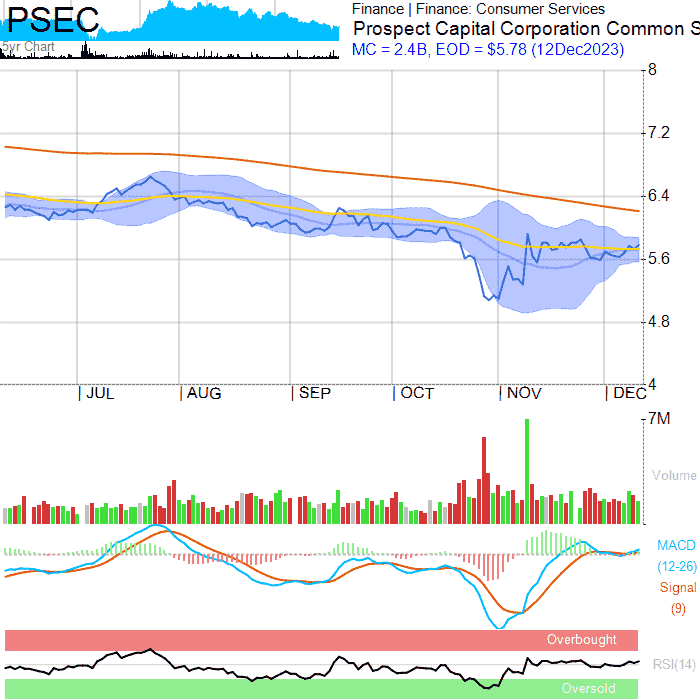 PSEC
5yr Chart
Finance | Finance: Consumer Services
Prospect Capital Corporation Common S
MC = 2.4B, EOD = $5.78 (12Dec2023)
8
7.2
6.4
5.6
4.8
4
| JUL | AUG | SEP | OCT | NOV | DEC
7M
Volume
MACD
(12-26)
Signal
(9)
Overbought
RSI(14)
Oversold